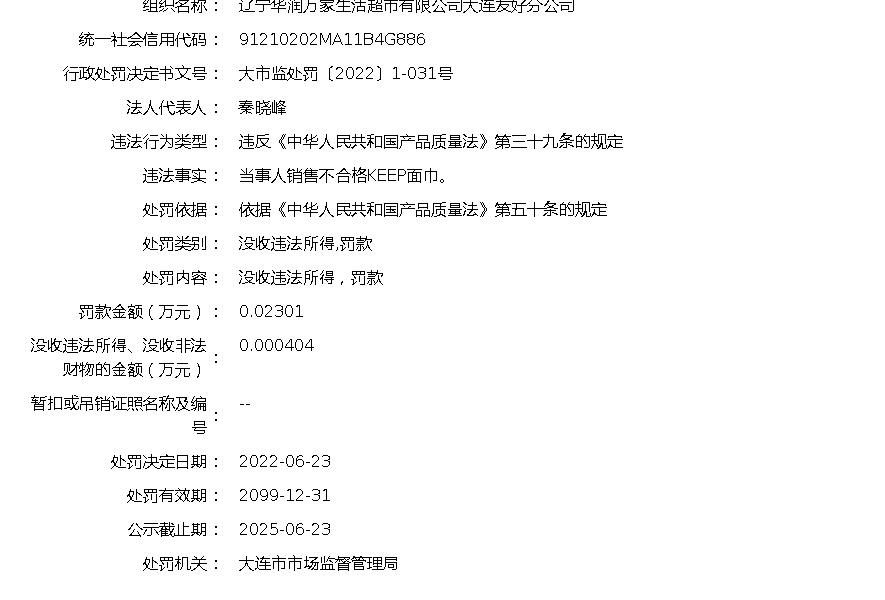 组织名称： 辽宁华润万家生活超市有限公司大连友好分公司
统一社会信用代码： 91210202MA11B4G886
行政处罚决定书文号： 大市监处罚〔2022〕1-031号
法人代表人： 秦晓峰
违法行为类型： 违反《中华人民共和国产品质量法》第三十九条的规定
违法事实： 当事人销售不合格KEEP面巾。
处罚依据： 依据《中华人民共和国产品质量法》第五十条的规定
处罚类别： 没收违法所得,罚款
处罚内容： 没收违法所得，罚款
罚款金额（万元）： 0.02301
没收违法所得、没收非法
财物的金额（万元）： 0.000404
暂扣或吊销证照名称及编
号： --
处罚决定日期： 2022-06-23
处罚有效期： 2099-12-31
公示截止期： 2025-06-23
处罚机关： 大连市市场监督管理局